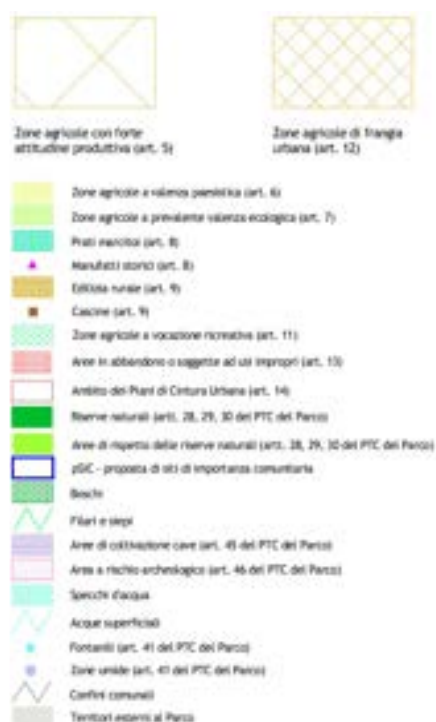 Zone agricole con forte
attitudine produttiva (art. 5)
Zone agricole di frangia
urbana (art. 12)
Zone agricole a valenza paesistica (art. 6)
Zone agricole a prevalente valenza ecologica (art. 7)
Prati marcitoi (art. 8)
Manufatti storici (art. 8)
Edilizia rurale (art. 9)
Cascine (art. 9)
Zone agricole a vocazione ricreativa (art. 11)
Aree in abbandono o soggette ad usi impropri (art. 13)
Ambito dei Piani di Cintura Urbana (art. 14)
Riserve naturali (artt. 28, 29, 30 del PTC del Parco)
Aree di rispetto delle riserve naturali (artt. 28, 29, 30 del PTC del Parco)
pSIC - proposta di siti di importanza comunitaria
Boschi
Filari e siepi
Aree di coltivazione cave (art. 45 del PTC del Parco)
Area a rischio archeologico (art. 46 del PTC del Parco)
Specchi d'acqua
Acque superficiali
Fontanili (art. 41 del PTC del Parco)
Zone umide (art. 41 del PTC del Parco)
Confini comunali
Territori esterni al Parco